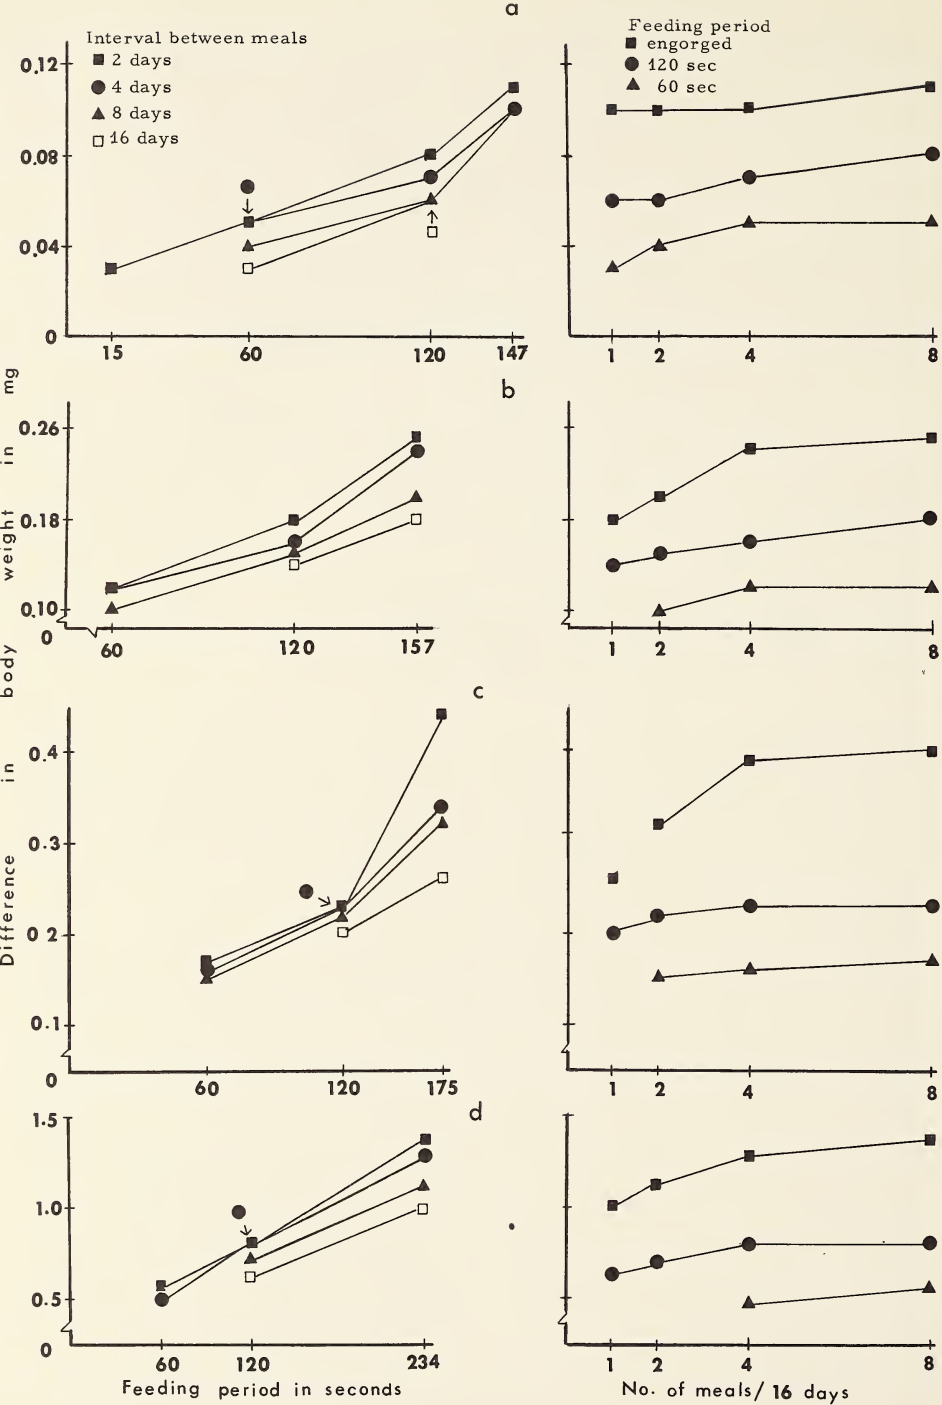 a
Interval between meals
2 days
4 days
8 days
16 days
Feeding period
engorged
120 sec
60 sec
0.12
0.08
0.04
0
15 60 120 147
1 2 4 8
b
0.26
0.18
0.10
0
60 120 157
1 2 4 8
c
0.4
0.3
0 2
0.1
0
60 120 175
1 2 4 8
d
1.5
1.0
0.5
0
60 120 234
1 2 4 8
Feeding period in seconds
No. of meals/ 16 days
Difference in body weight in mg